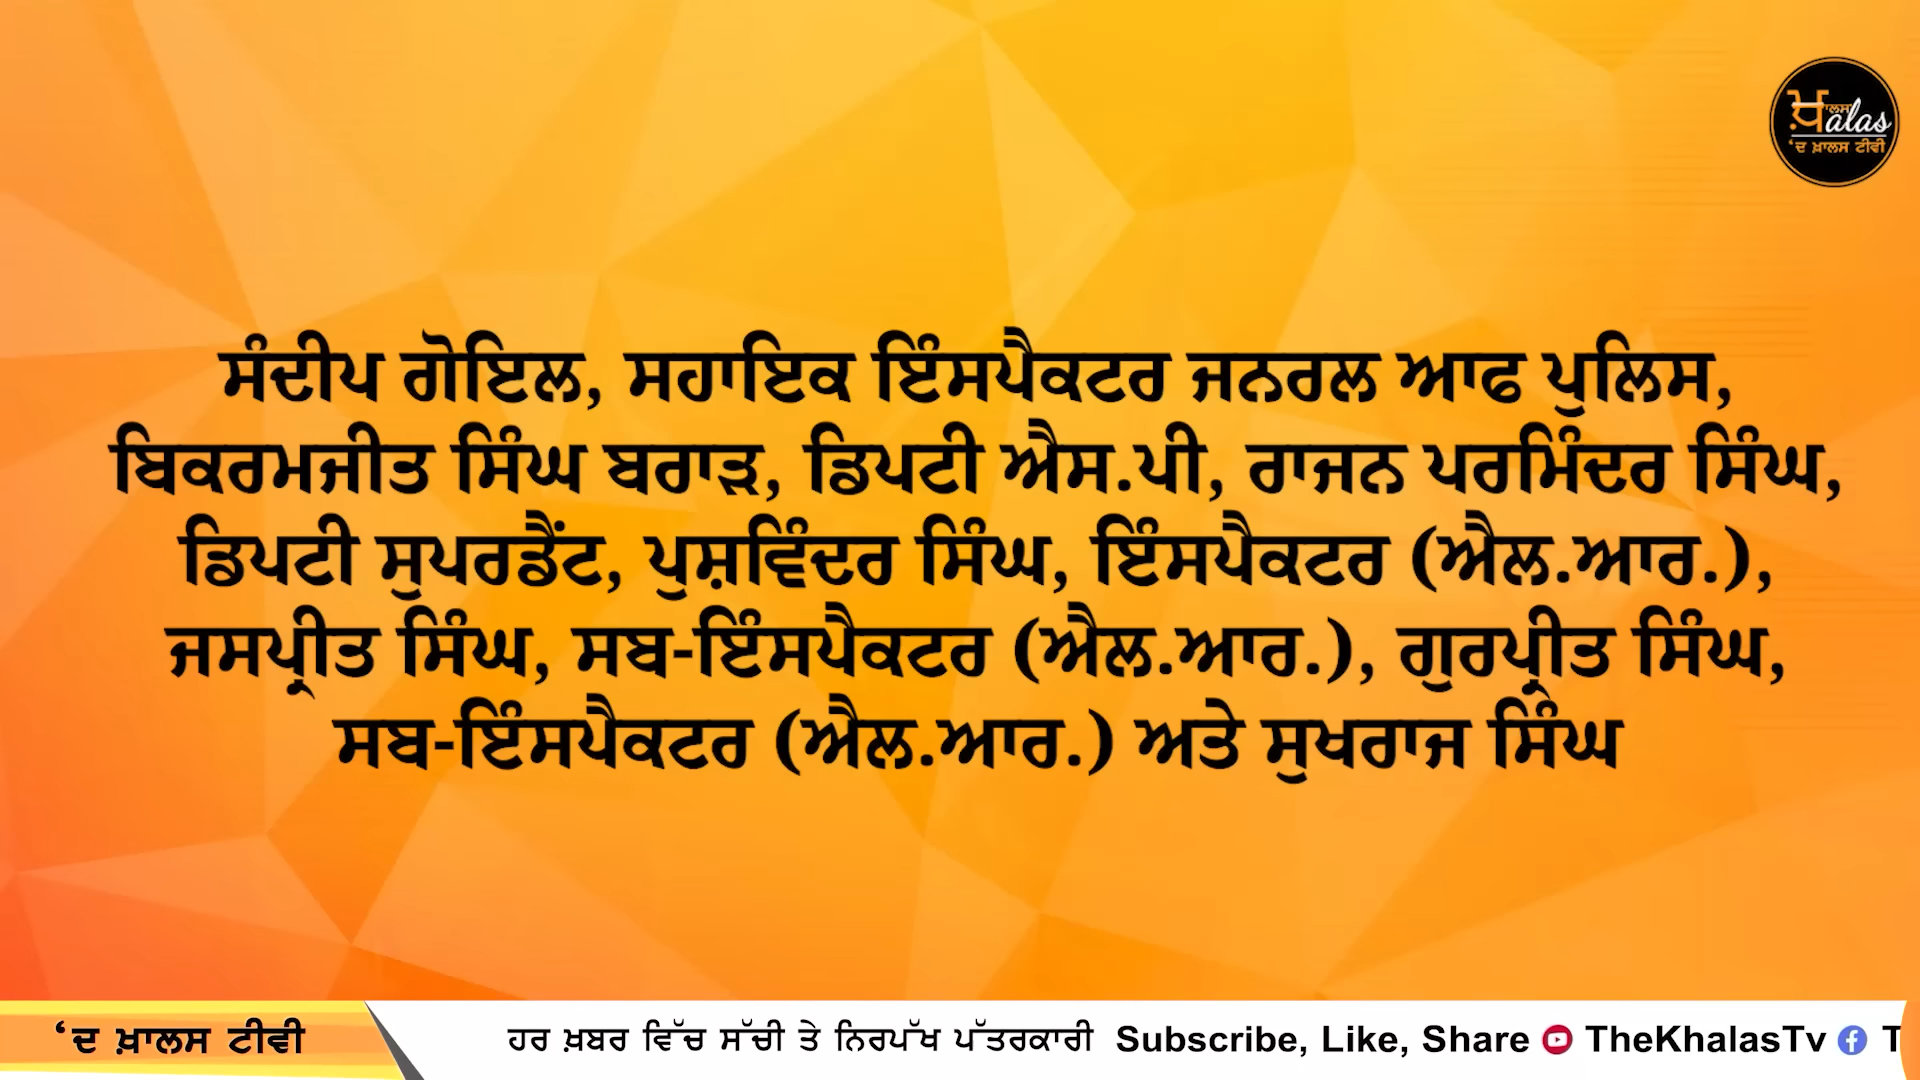 ਖ਼ਾਲਸ
alas
‘ਦ ਖ਼ਾਲਸ ਟੀਵੀ
ਸੰਦੀਪ ਗੋਇਲ, ਸਹਾਇਕ ਇੰਸਪੈਕਟਰ ਜਨਰਲ ਆਫ ਪੁਲਿਸ,
ਬਿਕਰਮਜੀਤ ਸਿੰਘ ਬਰਾੜ, ਡਿਪਟੀ ਐਸ.ਪੀ, ਰਾਜਨ ਪਰਮਿੰਦਰ ਸਿੰਘ,
ਡਿਪਟੀ ਸੁਪਰਡੈਂਟ, ਪੁਸ਼ਵਿੰਦਰ ਸਿੰਘ, ਇੰਸਪੈਕਟਰ (ਐਲ.ਆਰ.),
ਜਸਪ੍ਰੀਤ ਸਿੰਘ, ਸਬ-ਇੰਸਪੈਕਟਰ (ਐਲ.ਆਰ.), ਗੁਰਪ੍ਰੀਤ ਸਿੰਘ,
ਸਬ-ਇੰਸਪੈਕਟਰ (ਐਲ.ਆਰ.) ਅਤੇ ਸੁਖਰਾਜ ਸਿੰਘ
‘ਦ ਖ਼ਾਲਸ ਟੀਵੀ
ਹਰ ਖ਼ਬਰ ਵਿੱਚ ਸੱਚੀ ਤੇ ਨਿਰਪੱਖ ਪੱਤਰਕਾਰੀ Subscribe, Like, Share TheKhalasTv T